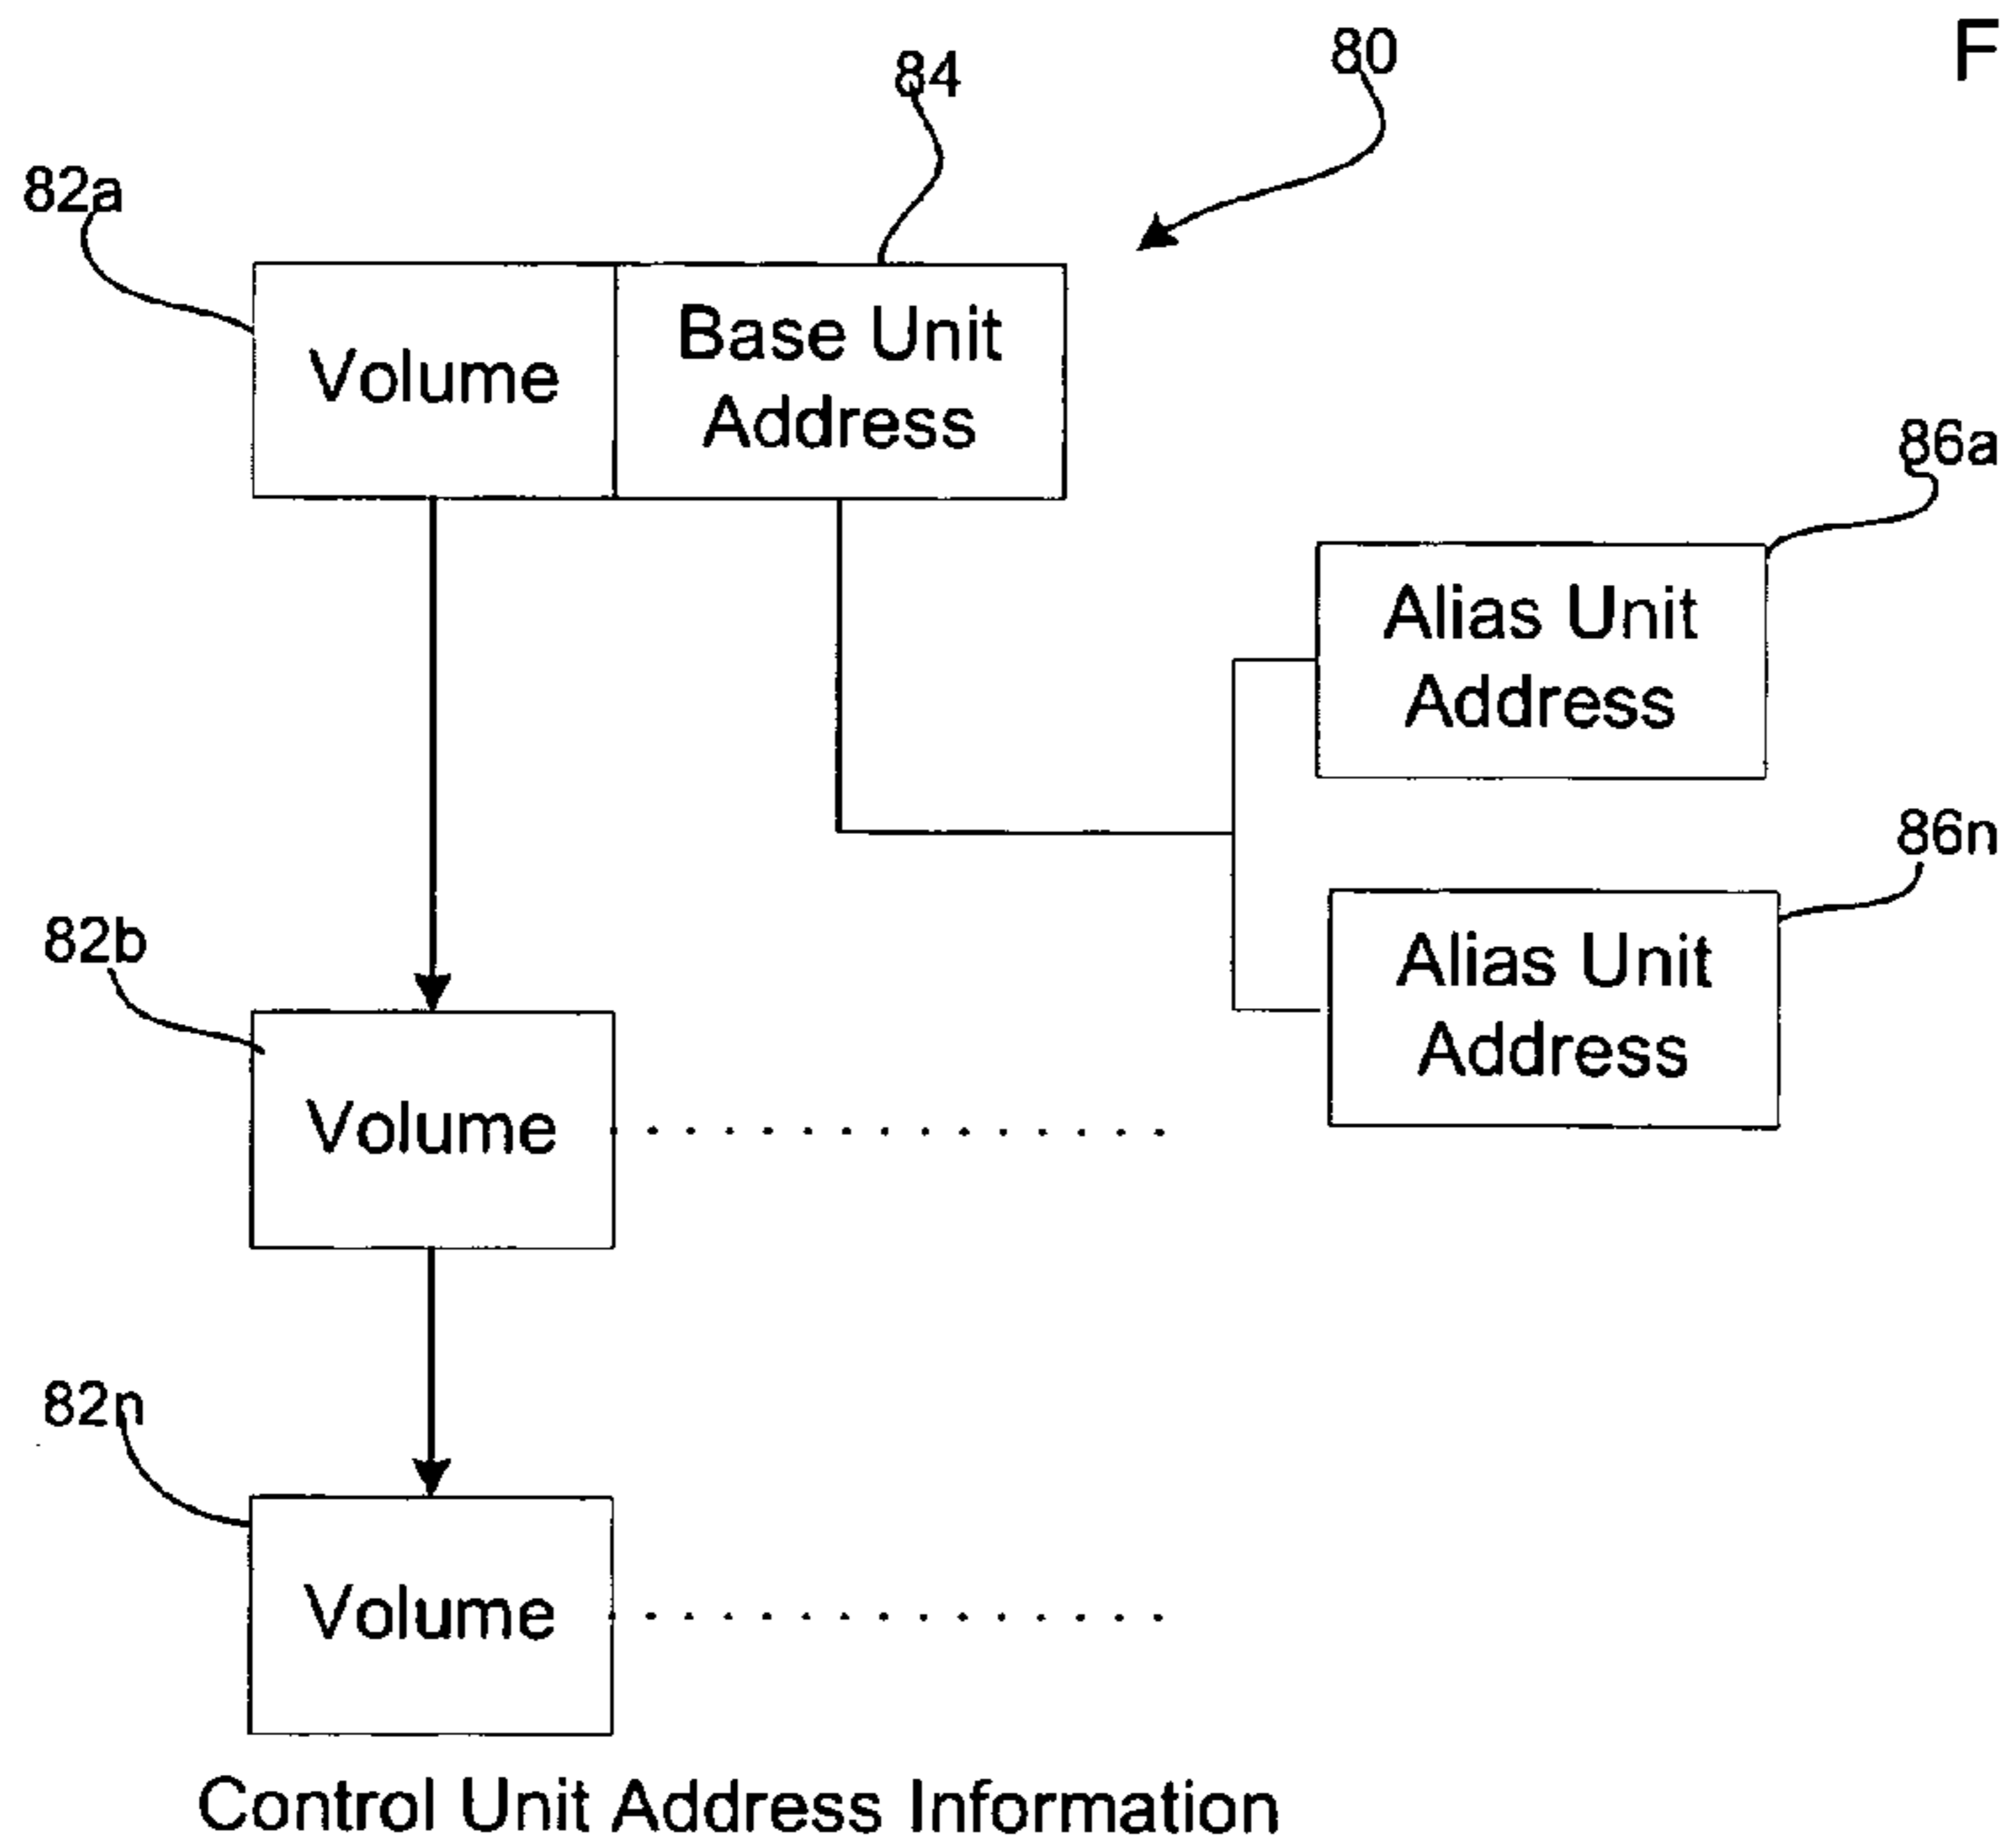 F
80
84
82a
Volume
Base Unit
Address
86a
Alias Unit
Address
86n
Alias Unit
Address
82b
Volume
82n
Volume
Control Unit Address Information